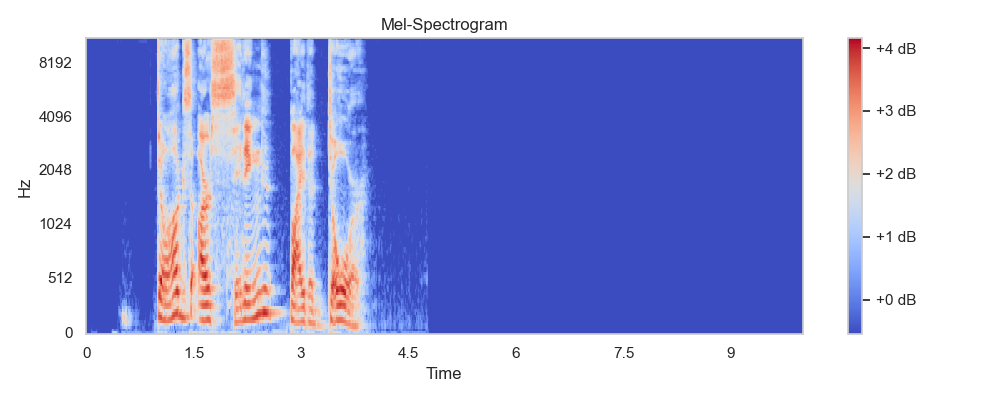 Mel-Spectrogram
8192
4096
2048
1024
512
0
Hz
0 1.5 3 4.5 6 7.5 9
Time
+4 dB
+3 dB
+2 dB
+1 dB
+0 dB